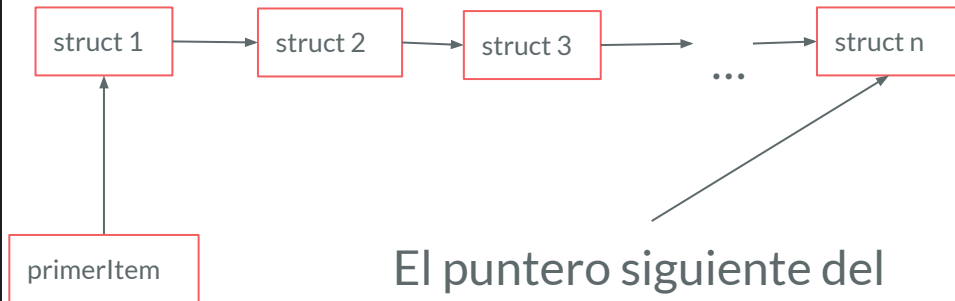 struct 1
struct 2
struct 3
...
struct n
primerItem
El puntero siguiente del